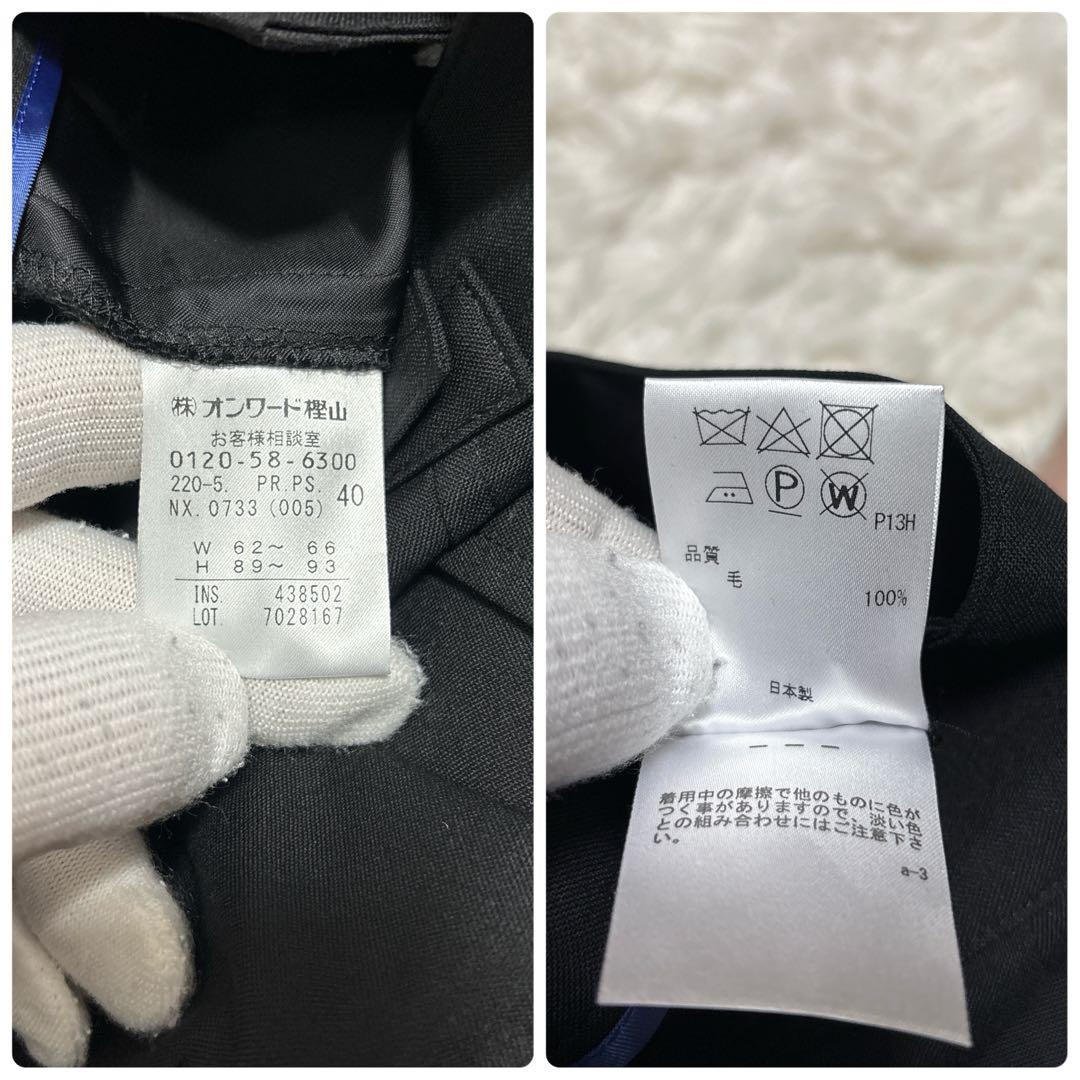 ㈱オンワード樫山
お客様相談室
0120-58-6300
220-5. PR.PS. 40
NX. 0733 (005)
W 62～ 66
H 89～ 93
INS. 438502
LOT. 7028167
P
W
P13H
品質
毛
100%
日本製
着用中の摩擦で他のものに色が
つく事がありますので、淡い色
との組み合わせにはご注意下さ
い。
a-3